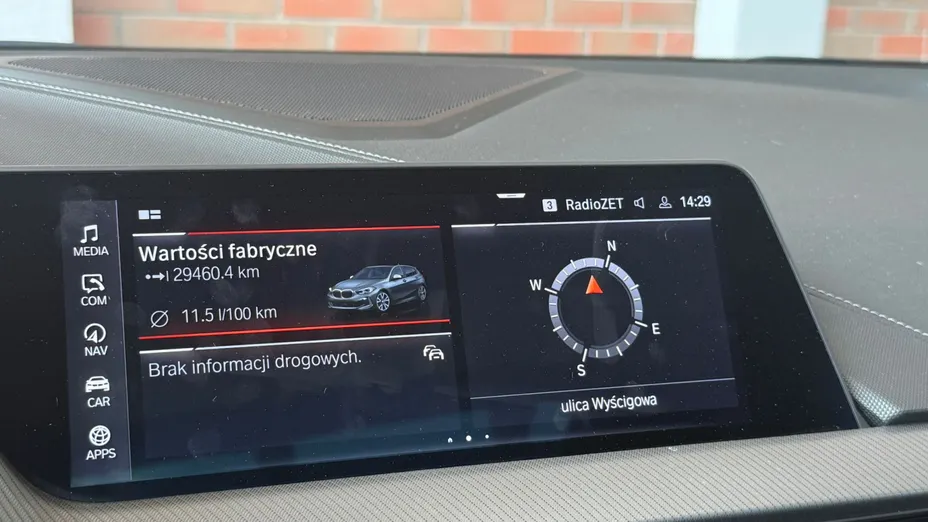 3 RadioZET 14:29
MEDIA
COM
NAV
CAR
APPS
Wartości fabryczne
29460.4 km
11.5 l/100 km
Brak informacji drogowych.
N
W
E
S
ulica Wyścigowa